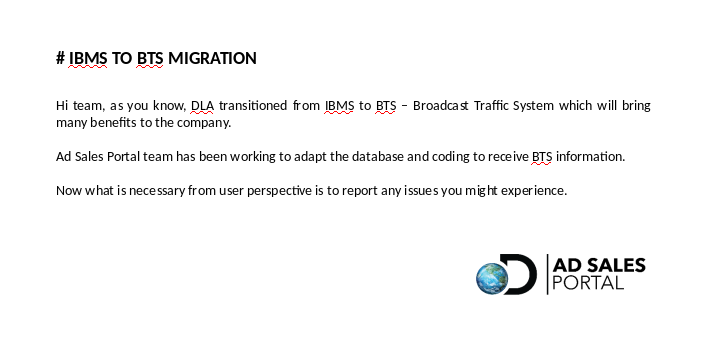 # IBMS TO BTS MIGRATION
Hi team, as you know, DLA transitioned from IBMS to BTS – Broadcast Traffic System which will bring
many benefits to the company.
Ad Sales Portal team has been working to adapt the database and coding to receive BTS information.
Now what is necessary from user perspective is to report any issues you might experience.
D AD SALES
PORTAL